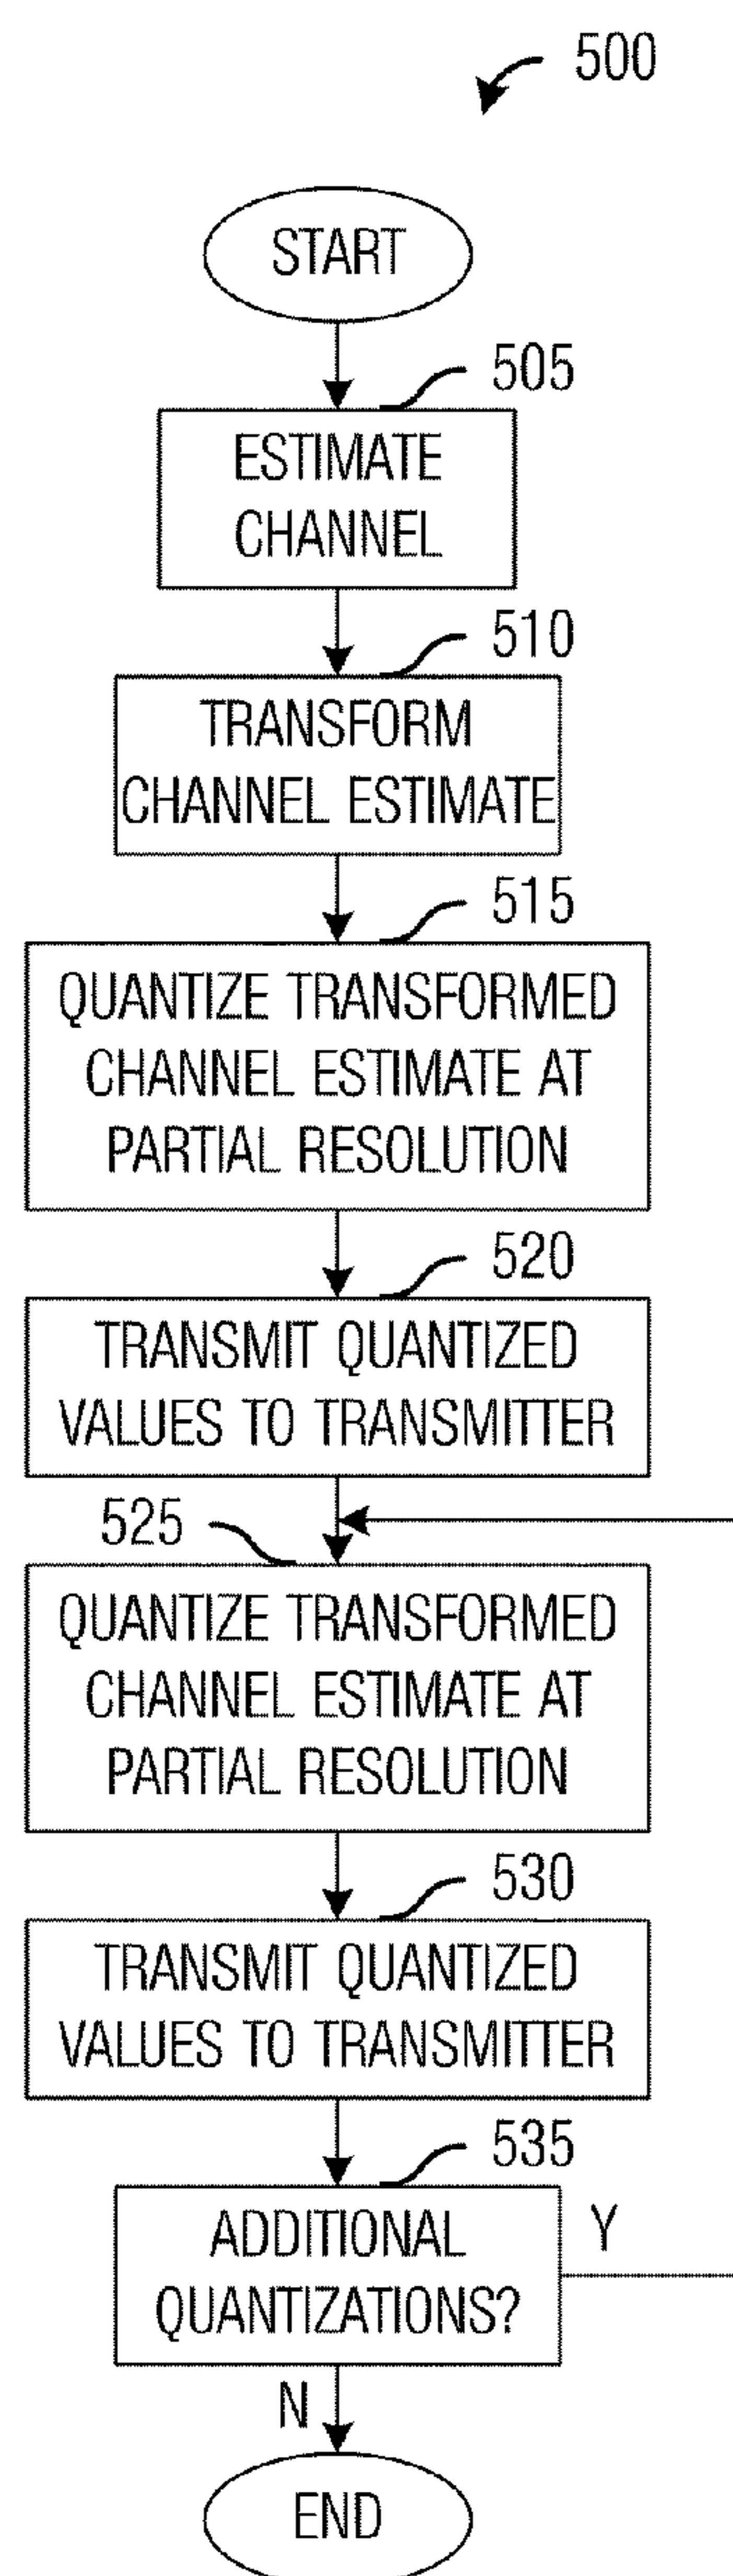 500
START
505
ESTIMATE
CHANNEL
510
TRANSFORM
CHANNEL ESTIMATE
515
QUANTIZE TRANSFORMED
CHANNEL ESTIMATE AT
PARTIAL RESOLUTION
520
TRANSMIT QUANTIZED
VALUES TO TRANSMITTER
525
QUANTIZE TRANSFORMED
CHANNEL ESTIMATE AT
PARTIAL RESOLUTION
530
TRANSMIT QUANTIZED
VALUES TO TRANSMITTER
535
ADDITIONAL
QUANTIZATIONS?
Y
N
END